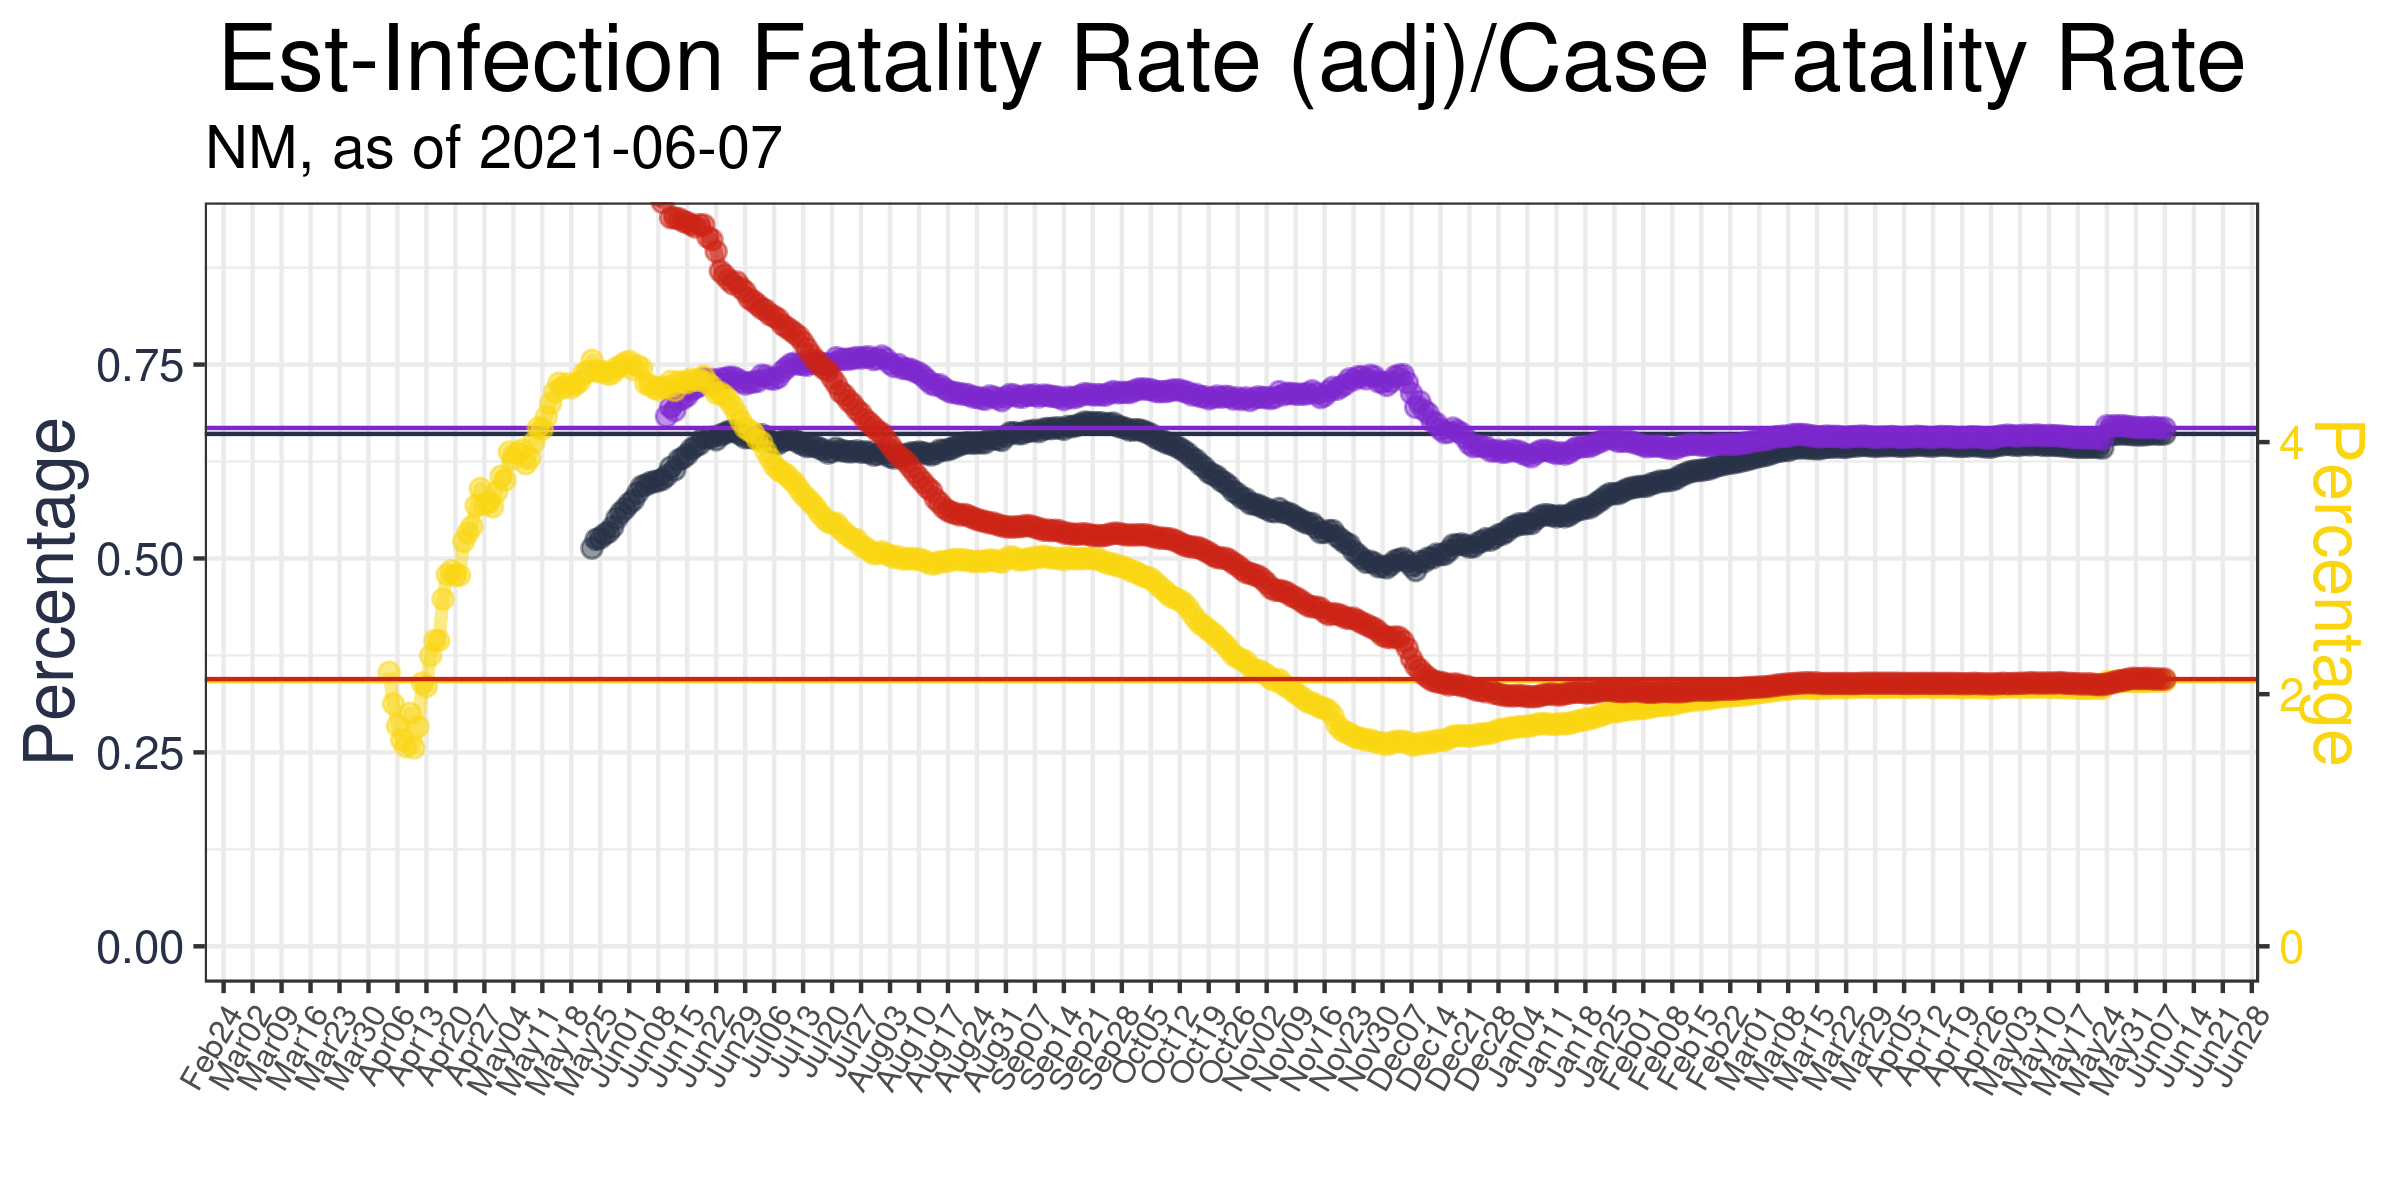 Est-Infection Fatality Rate (adj)/Case Fatality Rate
NM, as of 2021-06-07
Percentage
0.75
0.50
0.25
0.00
4
2
0
Percentage
Feb24
Mar02
Mar09
Mar16
Mar23
Mar30
Apr06
Apr13
Apr20
Apr27
May04
May11
May18
May25
Jun01
Jun08
Jun15
Jun22
Jun29
Jul06
Jul13
Jul20
Jul27
Aug03
Aug10
Aug17
Aug24
Aug31
Sep07
Sep14
Sep21
Sep28
Oct05
Oct12
Oct19
Oct26
Nov02
Nov09
Nov16
Nov23
Nov30
Dec07
Dec14
Dec21
Dec28
Jan04
Jan11
Jan18
Jan25
Feb01
Feb08
Feb15
Feb22
Mar01
Mar08
Mar15
Mar22
Mar29
Apr05
Apr12
Apr19
Apr26
May03
May10
May17
May24
May31
Jun07
Jun14
Jun21
Jun28